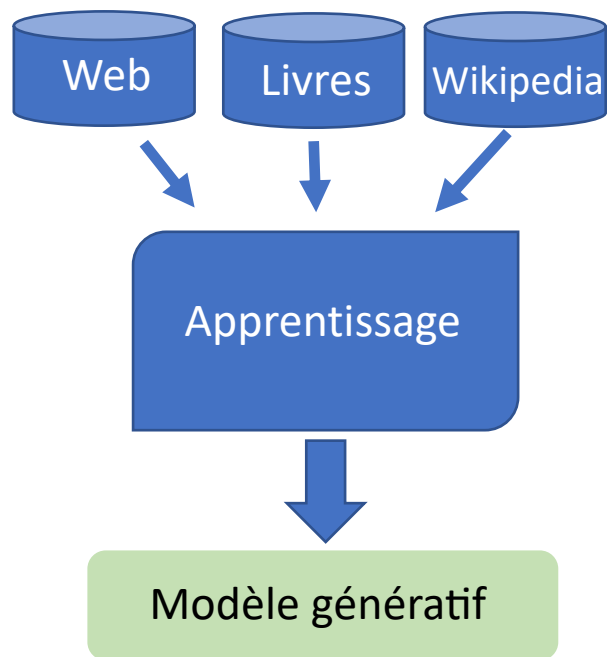 Web
Livres
Wikipedia
Apprentissage
Modèle génératif